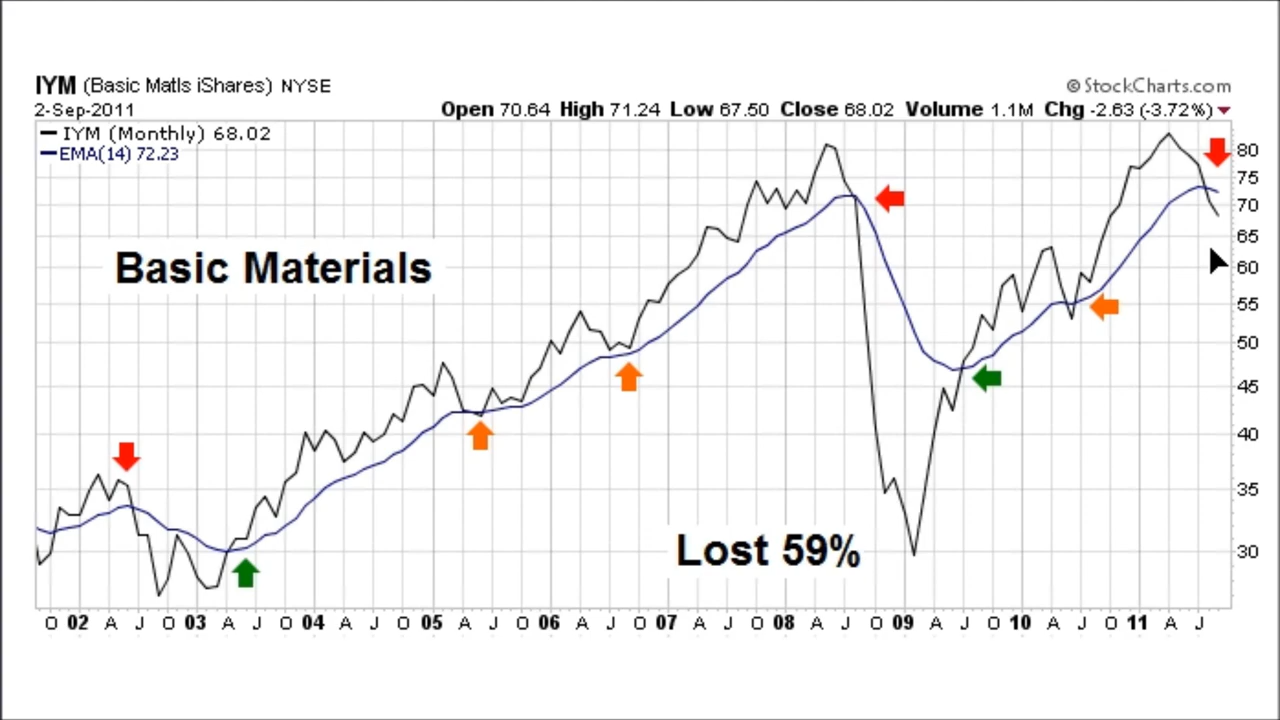 IYM (Basic Matls iShares) NYSE
© StockCharts.com
2-Sep-2011
Open 70.64 High 71.24 Low 67.50 Close 68.02 Volume 1.1M Chg -2.63 (-3.72%)
IYM (Monthly) 68.02
EMA(14) 72.23
80
75
70
65
Basic Materials
60
55
50
45
40
35
Lost 59%
30
O 02 A J O 03 A J O 04 A J O 05 A J O 06 A J O 07 A J O 08 A J O 09 A J O 10 A J O 11 A J